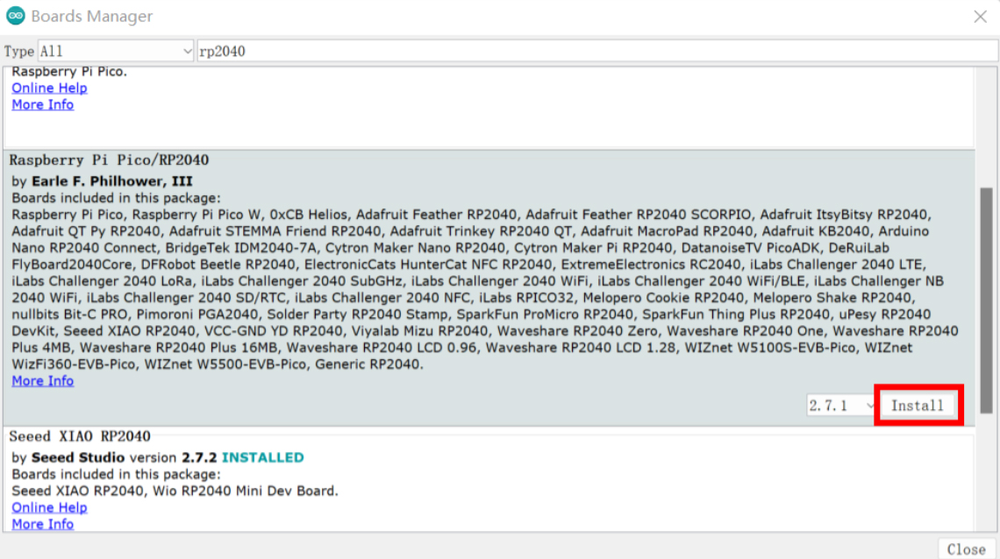 Boards Manager
Type All rp2040
Raspberry Pi Pico.
Online Help
More Info
Raspberry Pi Pico/RP2040
by Earle F. Philhower, III
Boards included in this package:
Raspberry Pi Pico, Raspberry Pi Pico W, 0xCB Helios, Adafruit Feather RP2040, Adafruit Feather RP2040 SCORPIO, Adafruit ItsyBitsy RP2040,
Adafruit QT Py RP2040, Adafruit STEMMA Friend RP2040, Adafruit Trinkey RP2040 QT, Adafruit MacroPad RP2040, Adafruit KB2040, Arduino
Nano RP2040 Connect, BridgeTek IDM2040-7A, Cytron Maker Nano RP2040, Cytron Maker Pi RP2040, DatanoiseTV PicoADK, DeRuiLab
FlyBoard2040Core, DFRobot Beetle RP2040, ElectronicCats HunterCat NFC RP2040, ExtremeElectronics RC2040, iLabs Challenger 2040 LTE,
iLabs Challenger 2040 LoRa, iLabs Challenger 2040 SubGHz, iLabs Challenger 2040 WiFi, iLabs Challenger 2040 WiFi/BLE, iLabs Challenger NB
2040 WiFi, iLabs Challenger 2040 SD/RTC, iLabs Challenger 2040 NFC, iLabs RPICO32, Melopero Cookie RP2040, Melopero Shake RP2040,
nullbits Bit-C PRO, Pimoroni PGA2040, Solder Party RP2040 Stamp, SparkFun ProMicro RP2040, SparkFun Thing Plus RP2040, uPesy RP2040
DevKit, Seeed XIAO RP2040, VCC-GND YD RP2040, Viyalab Mizu RP2040, Waveshare RP2040 Zero, Waveshare RP2040 One, Waveshare RP2040
Plus 4MB, Waveshare RP2040 Plus 16MB, Waveshare RP2040 LCD 0.96, Waveshare RP2040 LCD 1.28, WIZnet W5100S-EVB-Pico, WIZnet
WizFi360-EVB-Pico, WIZnet W5500-EVB-Pico, Generic RP2040.
More Info
2.7.1 Install
Seeed XIAO RP2040
by Seeed Studio version 2.7.2 INSTALLED
Boards included in this package:
Seeed XIAO RP2040, Wio RP2040 Mini Dev Board.
Online Help
More Info
Close